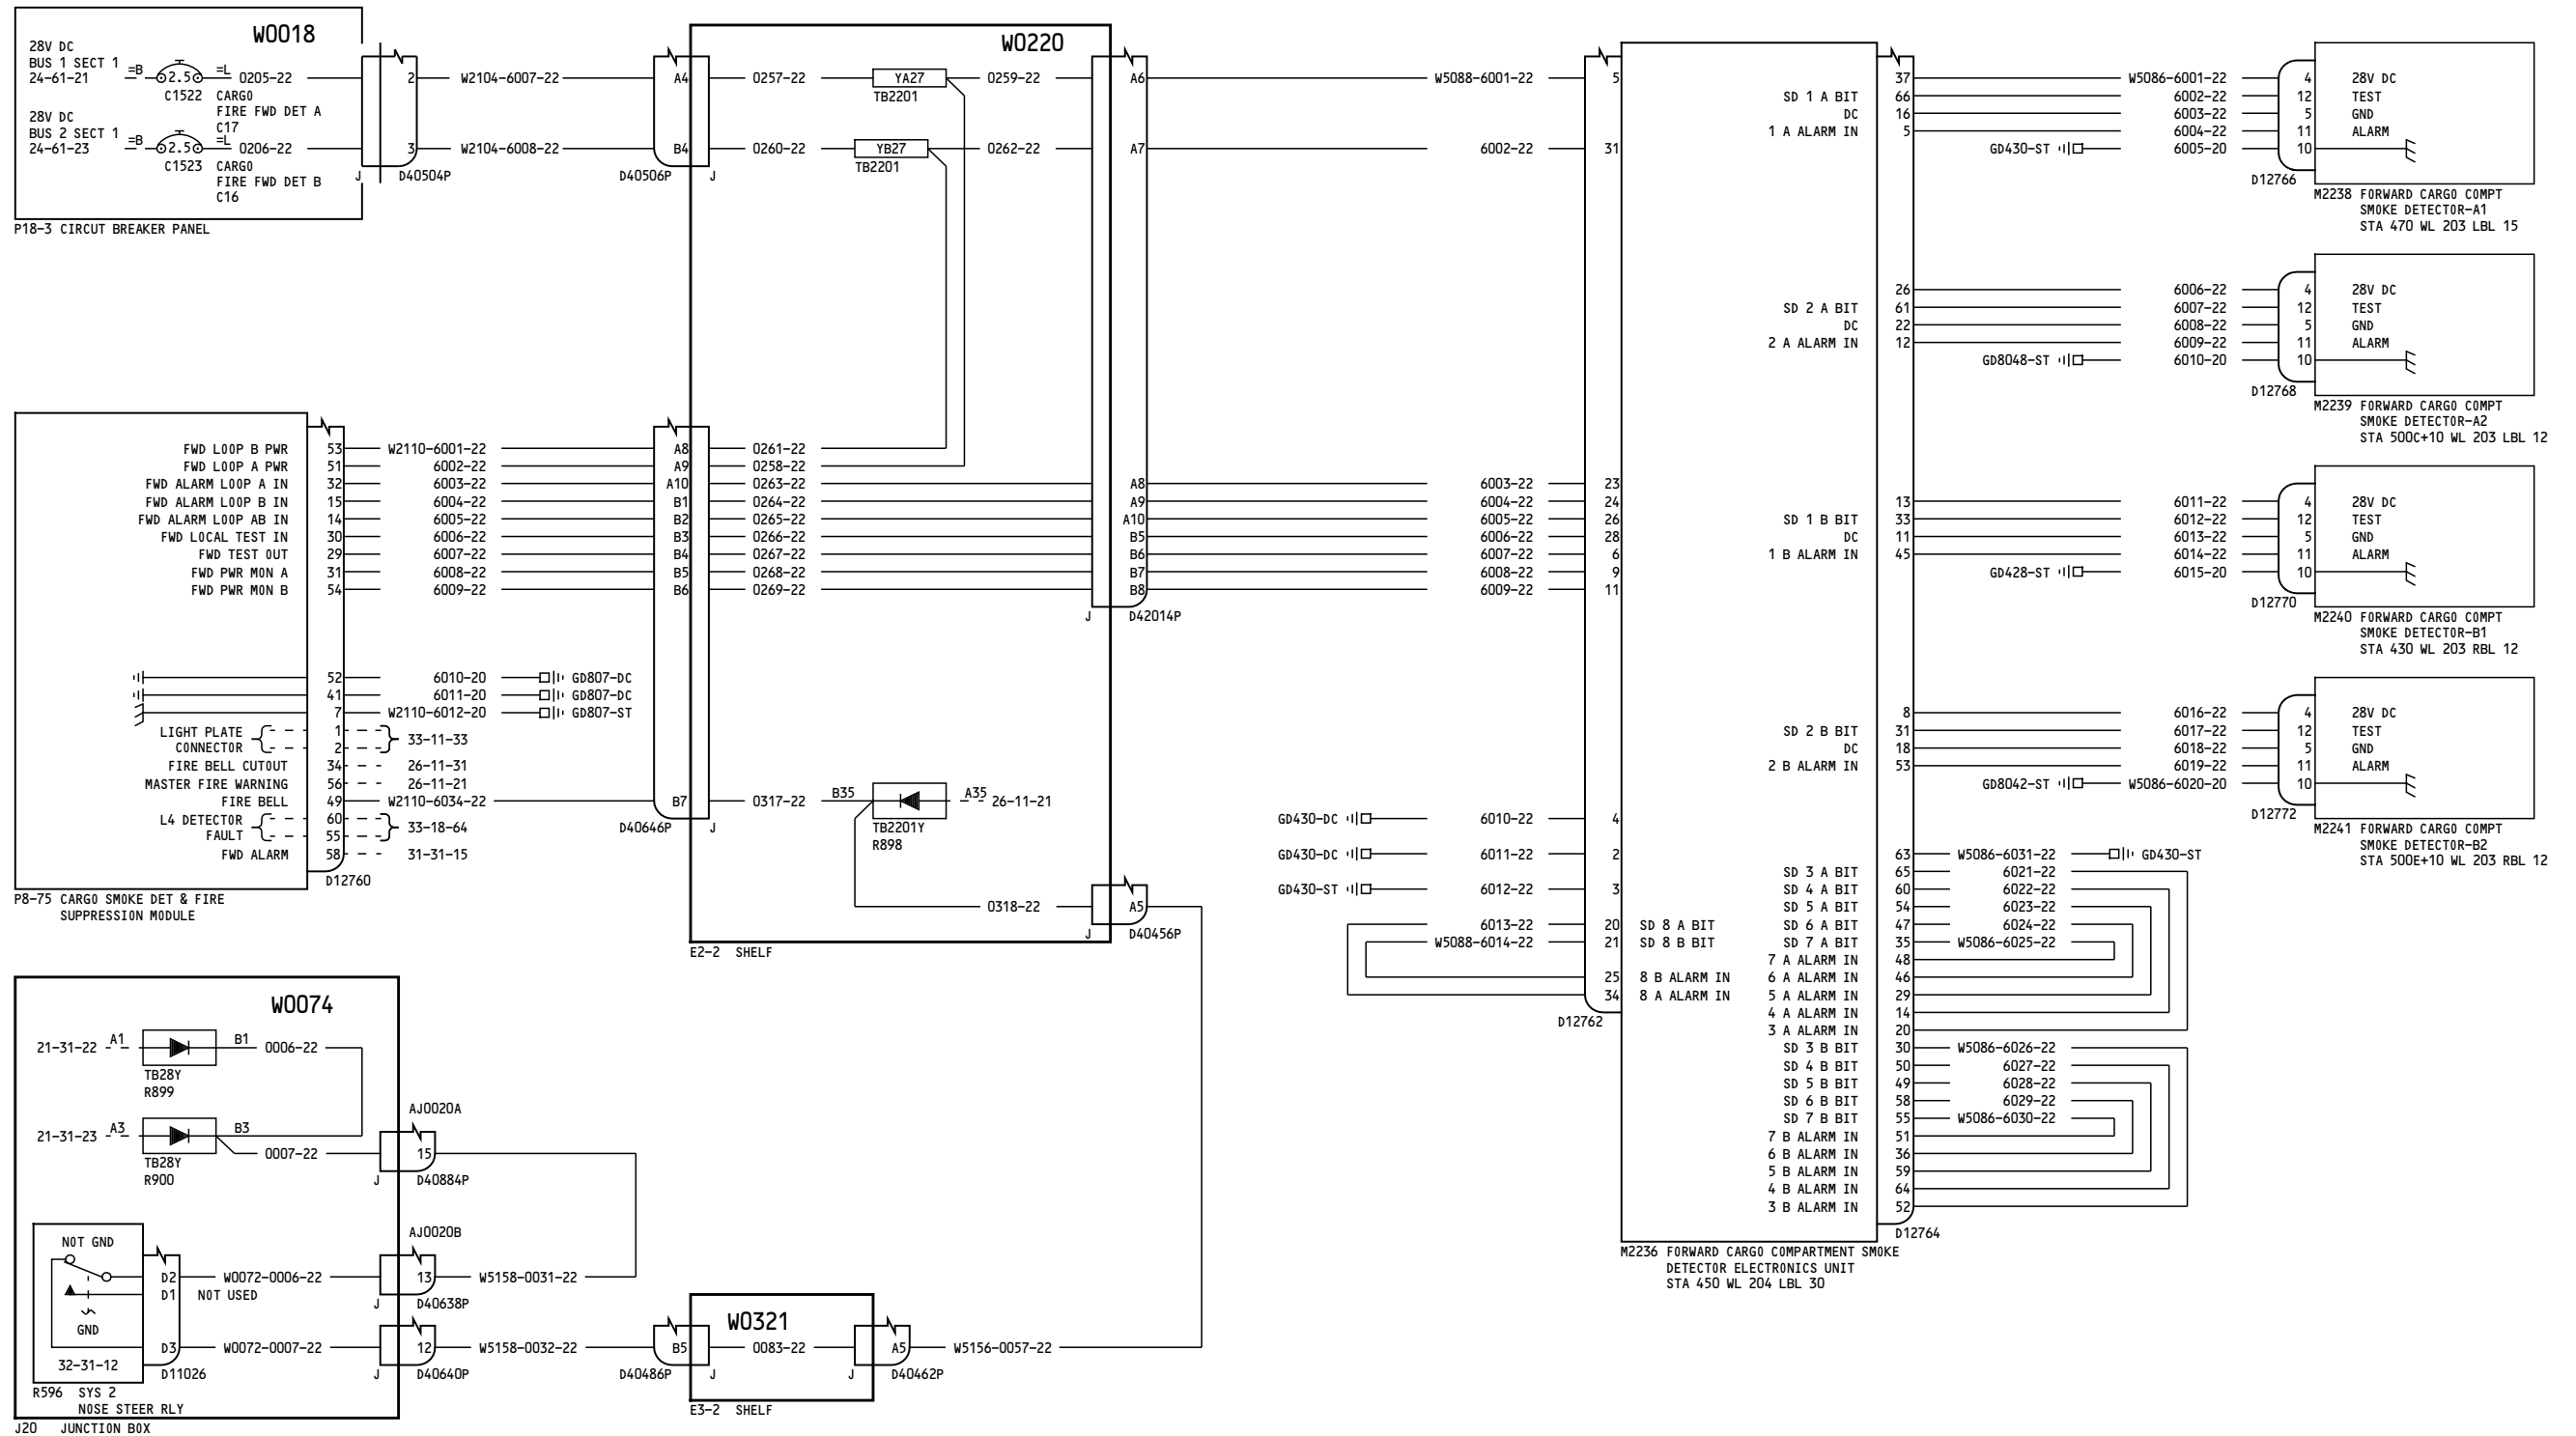 W0018
28V DC
BUS 1 SECT 1
24-61-21
=B 2.5 =L 0205-22
C1522 CARGO
FIRE FWD DET A
C17
28V DC
BUS 2 SECT 1
24-61-23
=B 2.5 =L 0206-22
C1523 CARGO
FIRE FWD DET B
C16
P18-3 CIRCUT BREAKER PANEL
2 W2104-6007-22 A4
3 W2104-6008-22 B4
J D40504P D40506P J
W0220
0257-22 YA27 0259-22 A6
TB2201
0260-22 YB27 0262-22 A7
TB2201
W5088-6001-22 5
6002-22 31
FWD LOOP B PWR 53 W2110-6001-22 A8 0261-22
FWD LOOP A PWR 51 6002-22 A9 0258-22
FWD ALARM LOOP A IN 32 6003-22 A10 0263-22 A8 6003-22 23
FWD ALARM LOOP B IN 15 6004-22 B1 0264-22 A9 6004-22 24
FWD ALARM LOOP AB IN 14 6005-22 B2 0265-22 A10 6005-22 26
FWD LOCAL TEST IN 30 6006-22 B3 0266-22 B5 6006-22 28
FWD TEST OUT 29 6007-22 B4 0267-22 B6 6007-22 6
FWD PWR MON A 31 6008-22 B5 0268-22 B7 6008-22 9
FWD PWR MON B 54 6009-22 B6 0269-22 B8 6009-22 11
J D42014P
52 6010-20 GD807-DC
41 6011-20 GD807-DC
7 W2110-6012-20 GD807-ST
LIGHT PLATE 1
CONNECTOR 2
33-11-33
FIRE BELL CUTOUT 34 26-11-31
MASTER FIRE WARNING 56 26-11-21
FIRE BELL 49 W2110-6034-22 B7 0317-22 B35 A35 26-11-21
L4 DETECTOR 60
FAULT 55
33-18-64
FWD ALARM 58 31-31-15
D12760
P8-75 CARGO SMOKE DET & FIRE
SUPPRESSION MODULE
D40646P J
TB2201Y
R898
0318-22 A5
J D40456P
E2-2 SHELF
GD430-DC 6010-22 4
GD430-DC 6011-22 2
GD430-ST 6012-22 3
6013-22 20 SD 8 A BIT
W5088-6014-22 21 SD 8 B BIT
25 8 B ALARM IN
34 8 A ALARM IN
D12762
37 W5086-6001-22 4 28V DC
SD 1 A BIT 66 6002-22 12 TEST
DC 16 6003-22 5 GND
1 A ALARM IN 5 6004-22 11 ALARM
GD430-ST 6005-20 10
D12766
M2238 FORWARD CARGO COMPT
SMOKE DETECTOR-A1
STA 470 WL 203 LBL 15
26 6006-22 4 28V DC
SD 2 A BIT 61 6007-22 12 TEST
DC 22 6008-22 5 GND
2 A ALARM IN 12 6009-22 11 ALARM
GD8048-ST 6010-20 10
D12768
M2239 FORWARD CARGO COMPT
SMOKE DETECTOR-A2
STA 500C+10 WL 203 LBL 12
13 6011-22 4 28V DC
SD 1 B BIT 33 6012-22 12 TEST
DC 11 6013-22 5 GND
1 B ALARM IN 45 6014-22 11 ALARM
GD428-ST 6015-20 10
D12770
M2240 FORWARD CARGO COMPT
SMOKE DETECTOR-B1
STA 430 WL 203 RBL 12
8 6016-22 4 28V DC
SD 2 B BIT 31 6017-22 12 TEST
DC 18 6018-22 5 GND
2 B ALARM IN 53 6019-22 11 ALARM
GD8042-ST W5086-6020-20 10
D12772
M2241 FORWARD CARGO COMPT
SMOKE DETECTOR-B2
STA 500E+10 WL 203 RBL 12
63 W5086-6031-22 GD430-ST
SD 3 A BIT 65 6021-22
SD 4 A BIT 60 6022-22
SD 5 A BIT 54 6023-22
SD 6 A BIT 47 6024-22
SD 7 A BIT 35 W5086-6025-22
7 A ALARM IN 48
6 A ALARM IN 46
5 A ALARM IN 29
4 A ALARM IN 14
3 A ALARM IN 20
SD 3 B BIT 30 W5086-6026-22
SD 4 B BIT 50 6027-22
SD 5 B BIT 49 6028-22
SD 6 B BIT 58 6029-22
SD 7 B BIT 55 W5086-6030-22
7 B ALARM IN 51
6 B ALARM IN 36
5 B ALARM IN 59
4 B ALARM IN 64
3 B ALARM IN 52
D12764
M2236 FORWARD CARGO COMPARTMENT SMOKE
DETECTOR ELECTRONICS UNIT
STA 450 WL 204 LBL 30
W0074
21-31-22 A1 B1 0006-22
TB28Y
R899
21-31-23 A3 B3
0007-22
TB28Y
R900
AJ0020A
15
J D40884P
AJ0020B
NOT GND
D2 W0072-0006-22 13 W5158-0031-22
D1 NOT USED
J D40638P
GND
D3 W0072-0007-22 12 W5158-0032-22 B5
32-31-12
D11026
J D40640P
R596 SYS 2
NOSE STEER RLY
J20 JUNCTION BOX
W0321
0083-22 A5 W5156-0057-22
D40486P J J D40462P
E3-2 SHELF